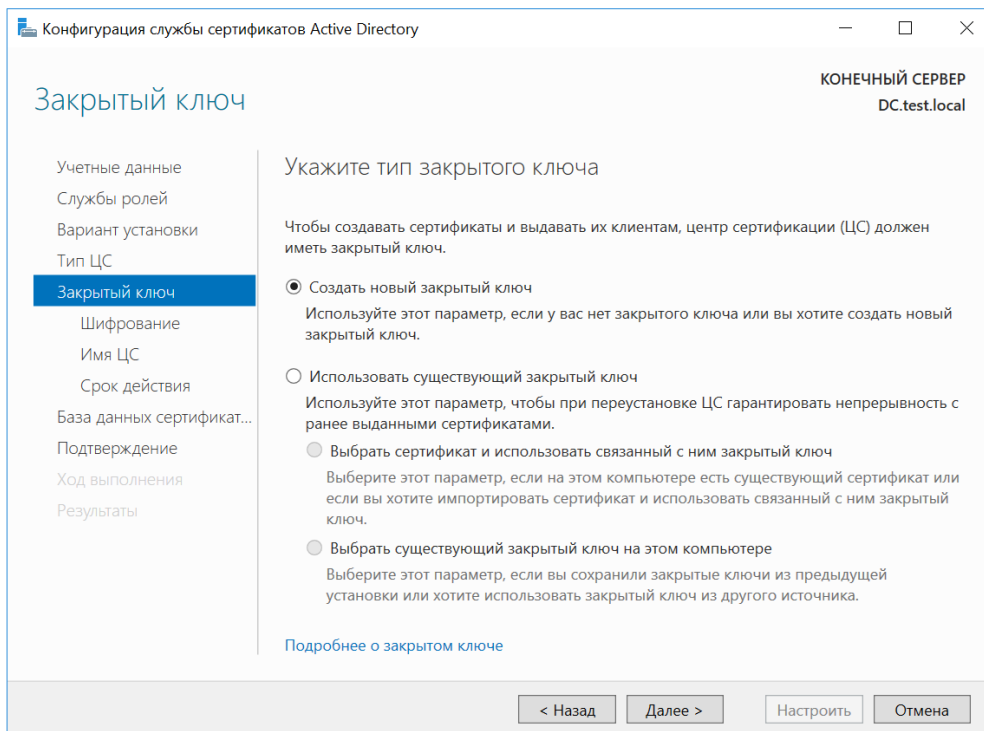 Конфигурация службы сертификатов Active Directory
КОНЕЧНЫЙ СЕРВЕР
DC.test.local
Закрытый ключ
Учетные данные
Службы ролей
Вариант установки
Тип ЦС
Закрытый ключ
Шифрование
Имя ЦС
Срок действия
База данных сертификат...
Подтверждение
Ход выполнения
Результаты
Укажите тип закрытого ключа
Чтобы создавать сертификаты и выдавать их клиентам, центр сертификации (ЦС) должен
иметь закрытый ключ.
Создать новый закрытый ключ
Используйте этот параметр, если у вас нет закрытого ключа или вы хотите создать новый
закрытый ключ.
Использовать существующий закрытый ключ
Используйте этот параметр, чтобы при переустановке ЦС гарантировать непрерывность с
ранее выданными сертификатами.
Выбрать сертификат и использовать связанный с ним закрытый ключ
Выберите этот параметр, если на этом компьютере есть существующий сертификат или
если вы хотите импортировать сертификат и использовать связанный с ним закрытый
ключ.
Выбрать существующий закрытый ключ на этом компьютере
Выберите этот параметр, если вы сохранили закрытые ключи из предыдущей
установки или хотите использовать закрытый ключ из другого источника.
Подробнее о закрытом ключе
< Назад
Далее >
Настроить
Отмена